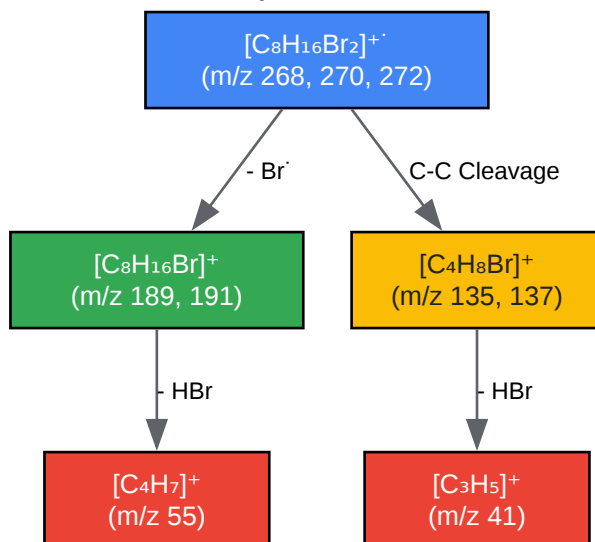 [C₈H₁₆Br₂]⁺˙
(m/z 268, 270, 272)
- Br˙
C-C Cleavage
[C₈H₁₆Br]⁺
(m/z 189, 191)
[C₄H₈Br]⁺
(m/z 135, 137)
- HBr
- HBr
[C₄H₇]⁺
(m/z 55)
[C₃H₅]⁺
(m/z 41)